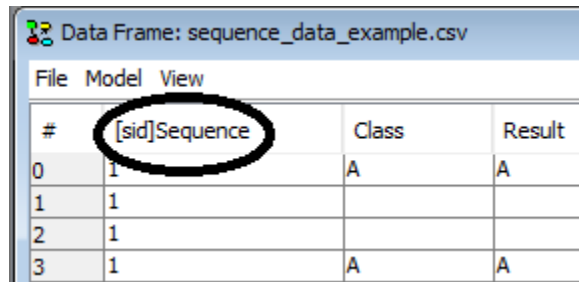 Data Frame: sequence_data_example.csv
File Model View
# [sid]Sequence Class Result
0 1 A A
1 1
2 1
3 1 A A